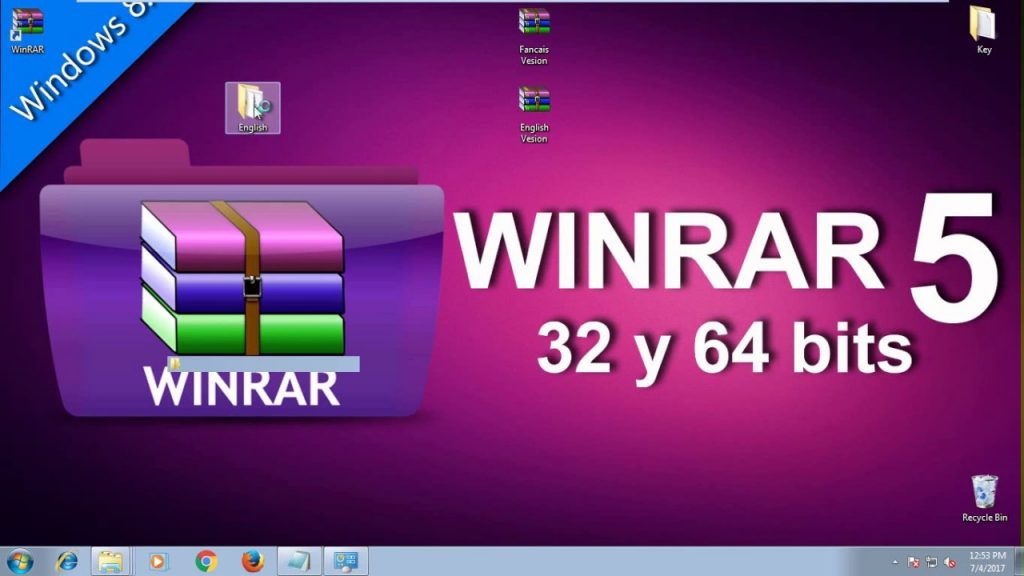 Windows 8.
WinRAR
English
Fancais
Vesion
English
Vesion
Key
WINRAR 5
32 y 64 bits
WINRAR
Recycle Bin
12:53 PM
7/4/2017